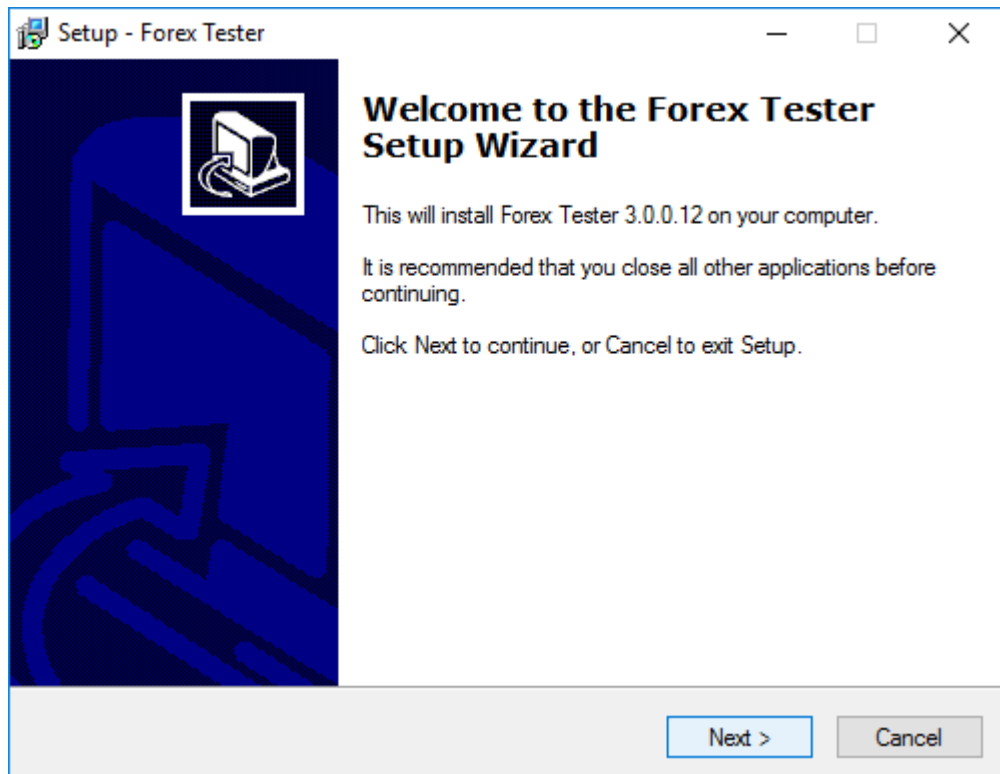 Setup - Forex Tester
Welcome to the Forex Tester
Setup Wizard
This will install Forex Tester 3.0.0.12 on your computer.
It is recommended that you close all other applications before
continuing.
Click Next to continue, or Cancel to exit Setup.
Next >
Cancel